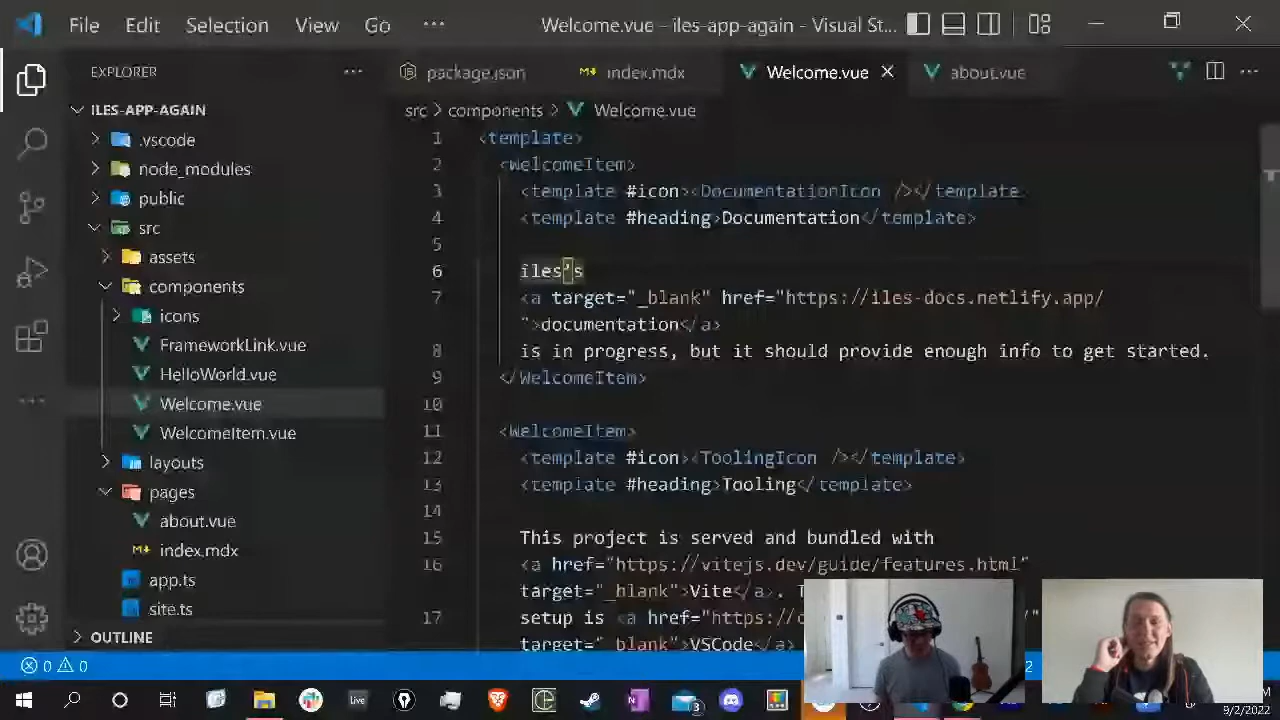 File Edit Selection View Go ··· Welcome.vue - iles-app-again - Visual St...
EXPLORER ··· package.json index.mdx Welcome.vue about.vue ···
ILES-APP-AGAIN
.vscode
node_modules
public
src
assets
components
icons
FrameworkLink.vue
HelloWorld.vue
Welcome.vue
WelcomeItem.vue
layouts
pages
about.vue
index.mdx
app.ts
site.ts
OUTLINE
src > components > Welcome.vue
1 <template>
2 <WelcomeItem>
3 <template #icon><DocumentationIcon /></template>
4 <template #heading>Documentation</template>
5
6 iles’s
7 <a target="_blank" href="https://iles-docs.netlify.app/
">documentation</a>
8 is in progress, but it should provide enough info to get started.
9 </WelcomeItem>
10
11 <WelcomeItem>
12 <template #icon><ToolingIcon /></template>
13 <template #heading>Tooling</template>
14
15 This project is served and bundled with
16 <a href="https://vitejs.dev/guide/features.html"
target="_blank">Vite</a>.
17 setup is <a href="https://
target="_blank">VSCode</a>
0 0
Live
3
9/2/2022